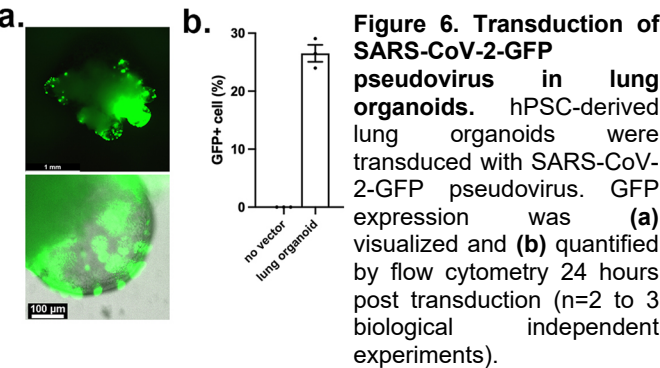 a.
1 mm
100 µm
b.
30
20
10
0
GFP+ cell (%)
no vector
lung organoid
Figure 6. Transduction of
SARS-CoV-2-GFP
pseudovirus in lung
organoids. hPSC-derived
lung organoids were
transduced with SARS-CoV-
2-GFP pseudovirus. GFP
expression was (a)
visualized and (b) quantified
by flow cytometry 24 hours
post transduction (n=2 to 3
biological independent
experiments).